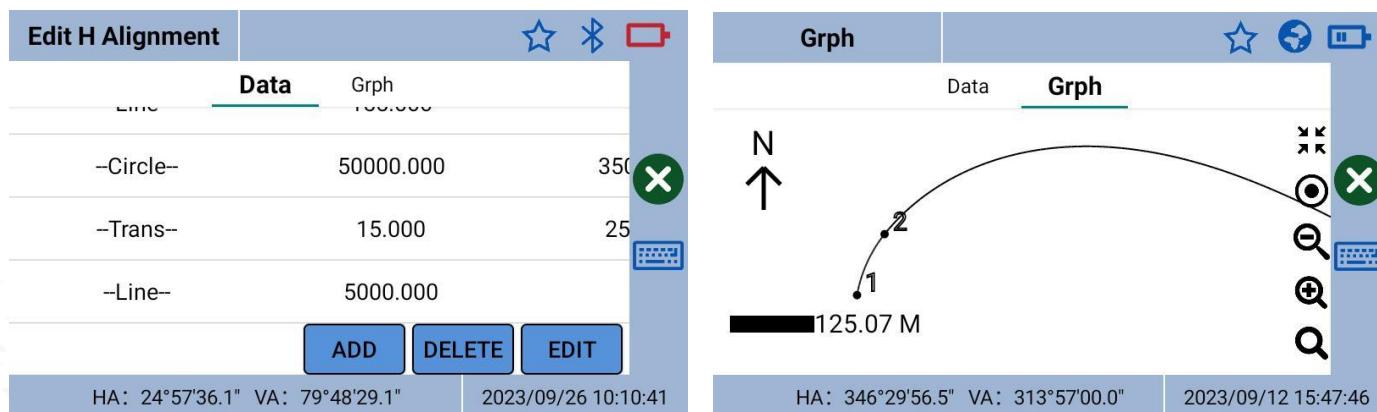 Edit H Alignment
Data Grph
--Circle-- 50000.000 350
--Trans-- 15.000 25
--Line-- 5000.000
ADD DELETE EDIT
HA: 24°57'36.1" VA: 79°48'29.1" 2023/09/26 10:10:41
Grph
Data Grph
N
2
1
125.07 M
HA: 346°29'56.5" VA: 313°57'00.0" 2023/09/12 15:47:46